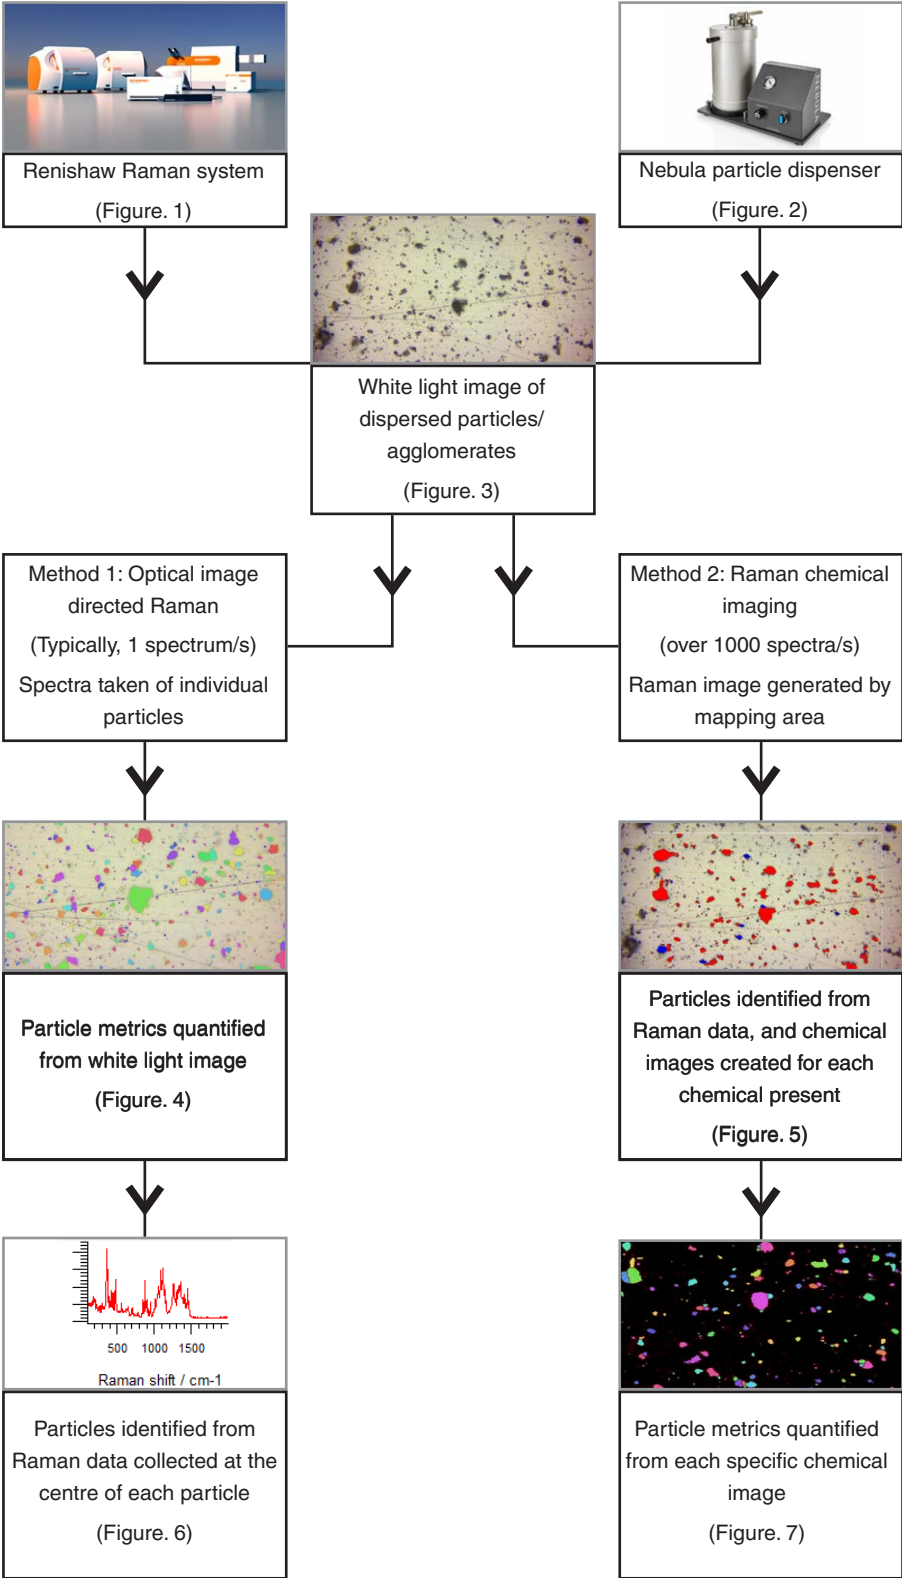 Renishaw Raman system
(Figure. 1)
Nebula particle dispenser
(Figure. 2)
White light image of
dispersed particles/
agglomerates
(Figure. 3)
Method 1: Optical image
directed Raman
(Typically, 1 spectrum/s)
Spectra taken of individual
particles
Method 2: Raman chemical
imaging
(over 1000 spectra/s)
Raman image generated by
mapping area
Particle metrics quantified
from white light image
(Figure. 4)
Particles identified from
Raman data, and chemical
images created for each
chemical present
(Figure. 5)
500 1000 1500
Raman shift / cm-1
Particles identified from
Raman data collected at the
centre of each particle
(Figure. 6)
Particle metrics quantified
from each specific chemical
image
(Figure. 7)